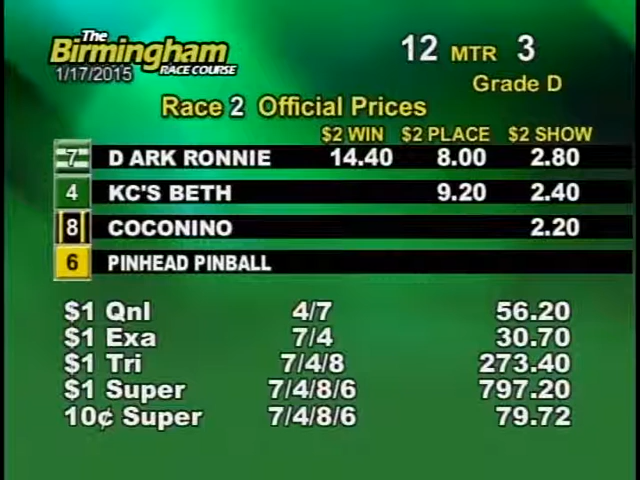 The
Birmingham
RACE COURSE
1/17/2015
12 MTR 3
Grade D
Race 2 Official Prices
$2 WIN $2 PLACE $2 SHOW
7 D ARK RONNIE 14.40 8.00 2.80
4 KC'S BETH 9.20 2.40
8 COCONINO 2.20
6 PINHEAD PINBALL
$1 Qnl 4/7 56.20
$1 Exa 7/4 30.70
$1 Tri 7/4/8 273.40
$1 Super 7/4/8/6 797.20
10¢ Super 7/4/8/6 79.72